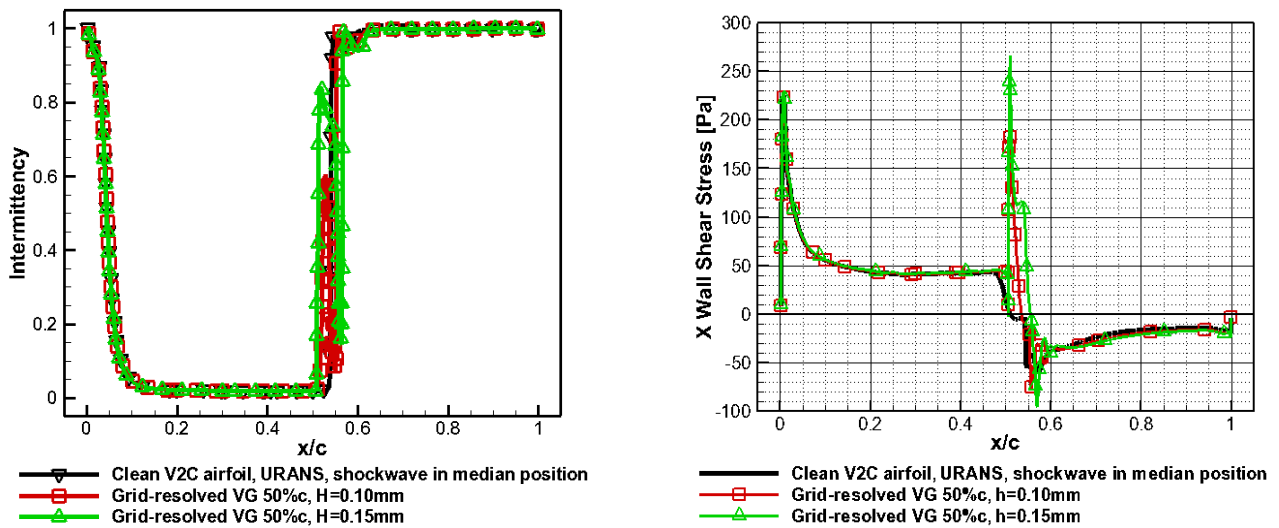 Intermittency
1
0.8
0.6
0.4
0.2
0
0
0.2
0.4
0.6
0.8
1
x/c
Clean V2C airfoil, URANS, shockwave in median position
Grid-resolved VG 50%c, H=0.10mm
Grid-resolved VG 50%c, H=0.15mm
X Wall Shear Stress [Pa]
300
250
200
150
100
50
0
-50
-100
0
0.2
0.4
0.6
0.8
1
x/c
Clean V2C airfoil, URANS, shockwave in median position
Grid-resolved VG 50%c, h=0.10mm
Grid-resolved VG 50%c, h=0.15mm